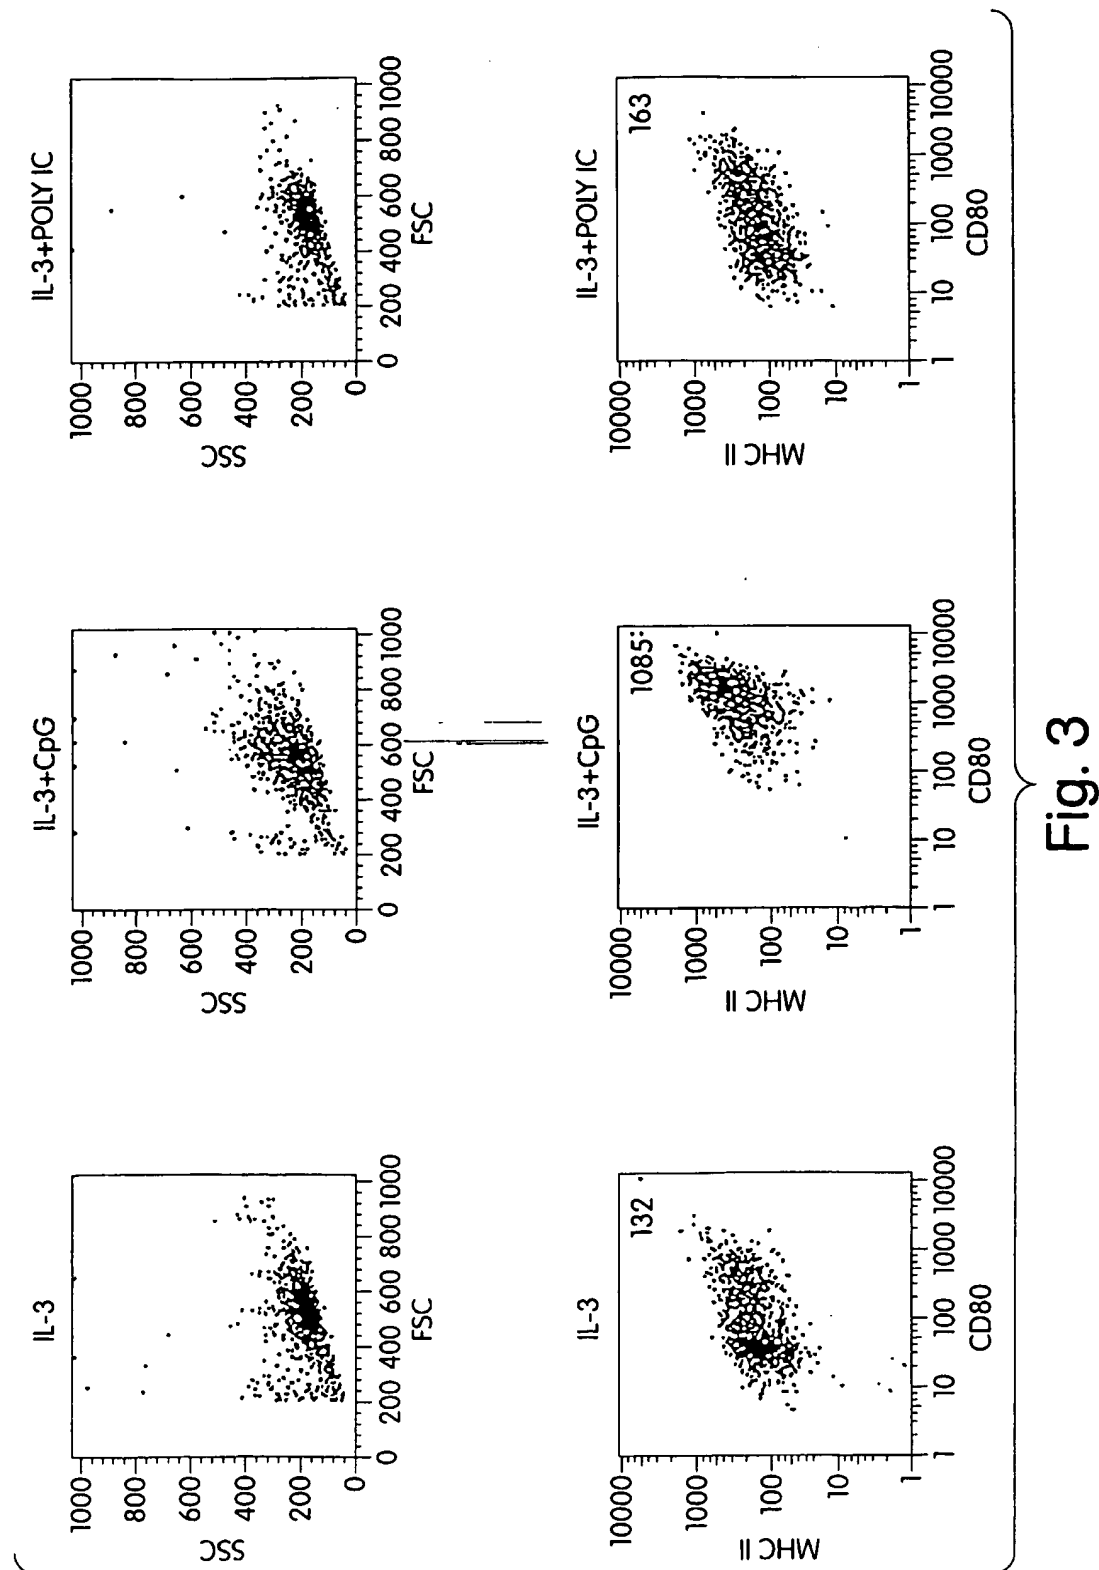 IL-3
1000
800
600
400
200
0
SSC
0 200 400 600 800 1000
FSC
IL-3+CpG
1000
800
600
400
200
0
SSC
0 200 400 600 800 1000
FSC
IL-3+POLY IC
1000
800
600
400
200
0
SSC
0 200 400 600 800 1000
FSC
IL-3
132
10000
1000
100
10
1
MHC II
1 10 100 1000 10000
CD80
IL-3+CpG
1085
10000
1000
100
10
1
MHC II
1 10 100 1000 10000
CD80
IL-3+POLY IC
163
10000
1000
100
10
1
MHC II
1 10 100 1000 10000
CD80
Fig. 3